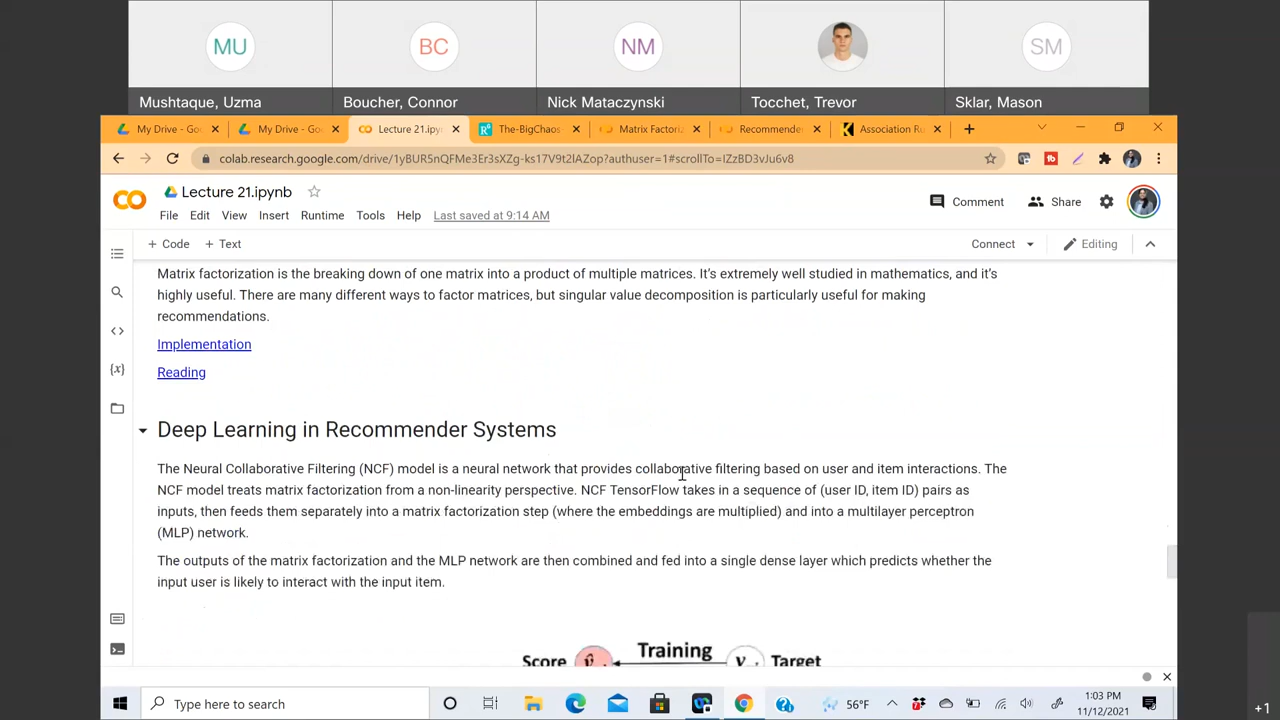 MU
BC
NM
SM
Mushtaque, Uzma
Boucher, Connor
Nick Mataczynski
Tocchet, Trevor
Sklar, Mason
My Drive - Goo
My Drive - Goo
Lecture 21.ipyn
The-BigChaos
Matrix Factoriz
Recommender
Association Ru
colab.research.google.com/drive/1yBUR5nQFMe3Er3sXZg-ks17V9t2lAZop?authuser=1#scrollTo=IZzBD3vJu6v8
Lecture 21.ipynb
Comment
Share
File Edit View Insert Runtime Tools Help Last saved at 9:14 AM
+ Code + Text
Connect
Editing
Matrix factorization is the breaking down of one matrix into a product of multiple matrices. It's extremely well studied in mathematics, and it's
highly useful. There are many different ways to factor matrices, but singular value decomposition is particularly useful for making
recommendations.
Implementation
Reading
Deep Learning in Recommender Systems
The Neural Collaborative Filtering (NCF) model is a neural network that provides collaborative filtering based on user and item interactions. The
NCF model treats matrix factorization from a non-linearity perspective. NCF TensorFlow takes in a sequence of (user ID, item ID) pairs as
inputs, then feeds them separately into a matrix factorization step (where the embeddings are multiplied) and into a multilayer perceptron
(MLP) network.
The outputs of the matrix factorization and the MLP network are then combined and fed into a single dense layer which predicts whether the
input user is likely to interact with the input item.
Training
Score
Target
Type here to search
56°F
1:03 PM
11/12/2021
+1